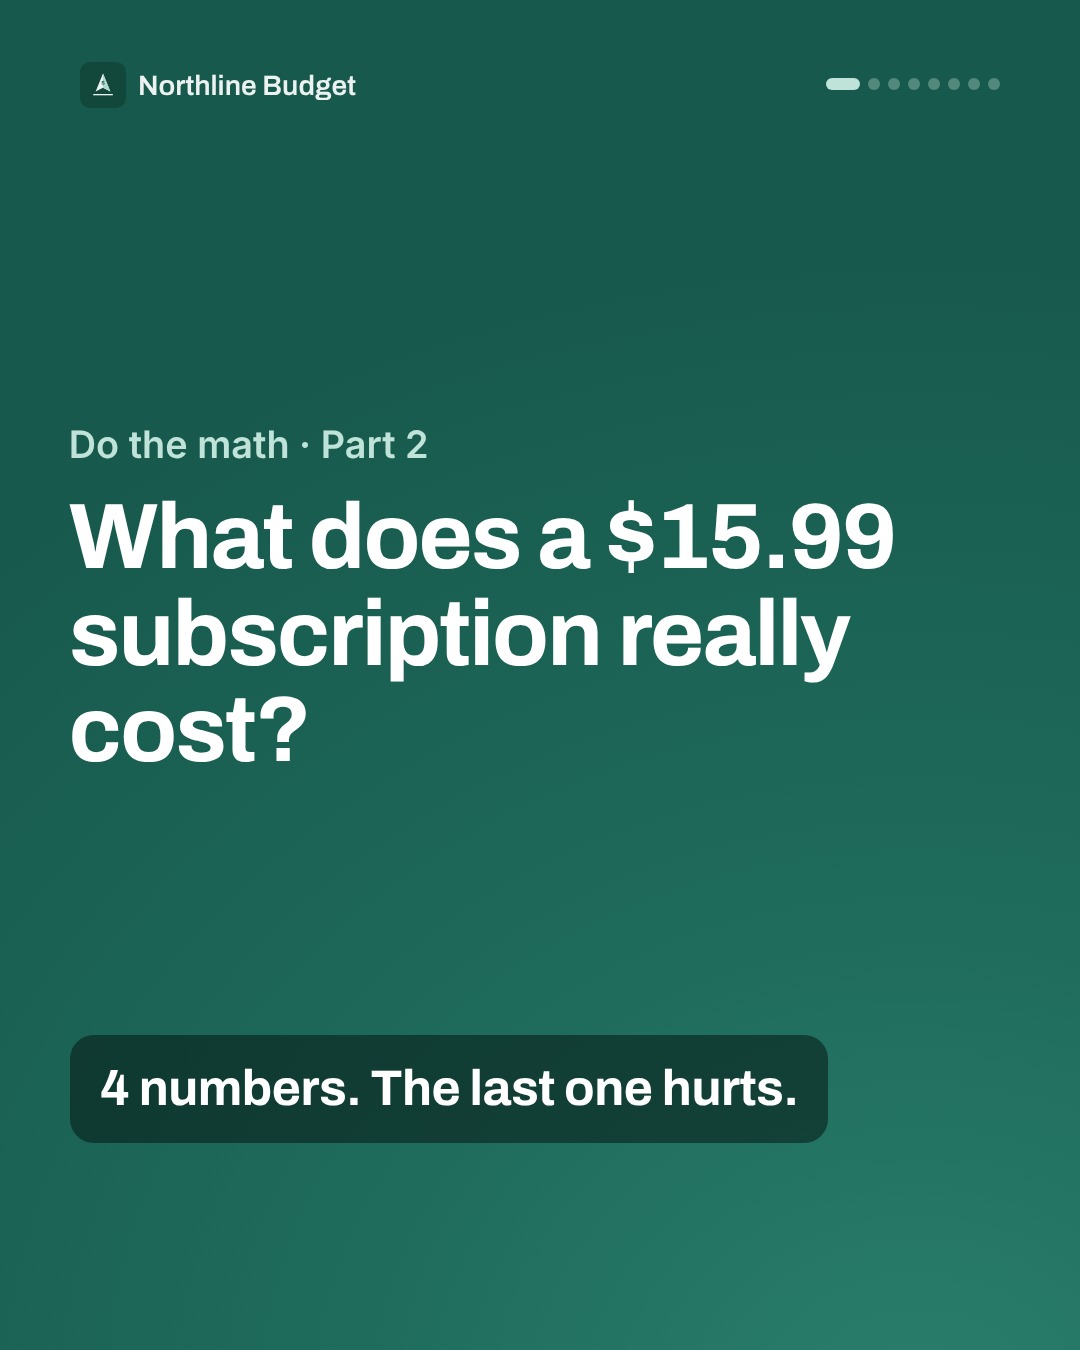 Northline Budget
Do the math · Part 2
What does a $15.99
subscription really
cost?
4 numbers. The last one hurts.